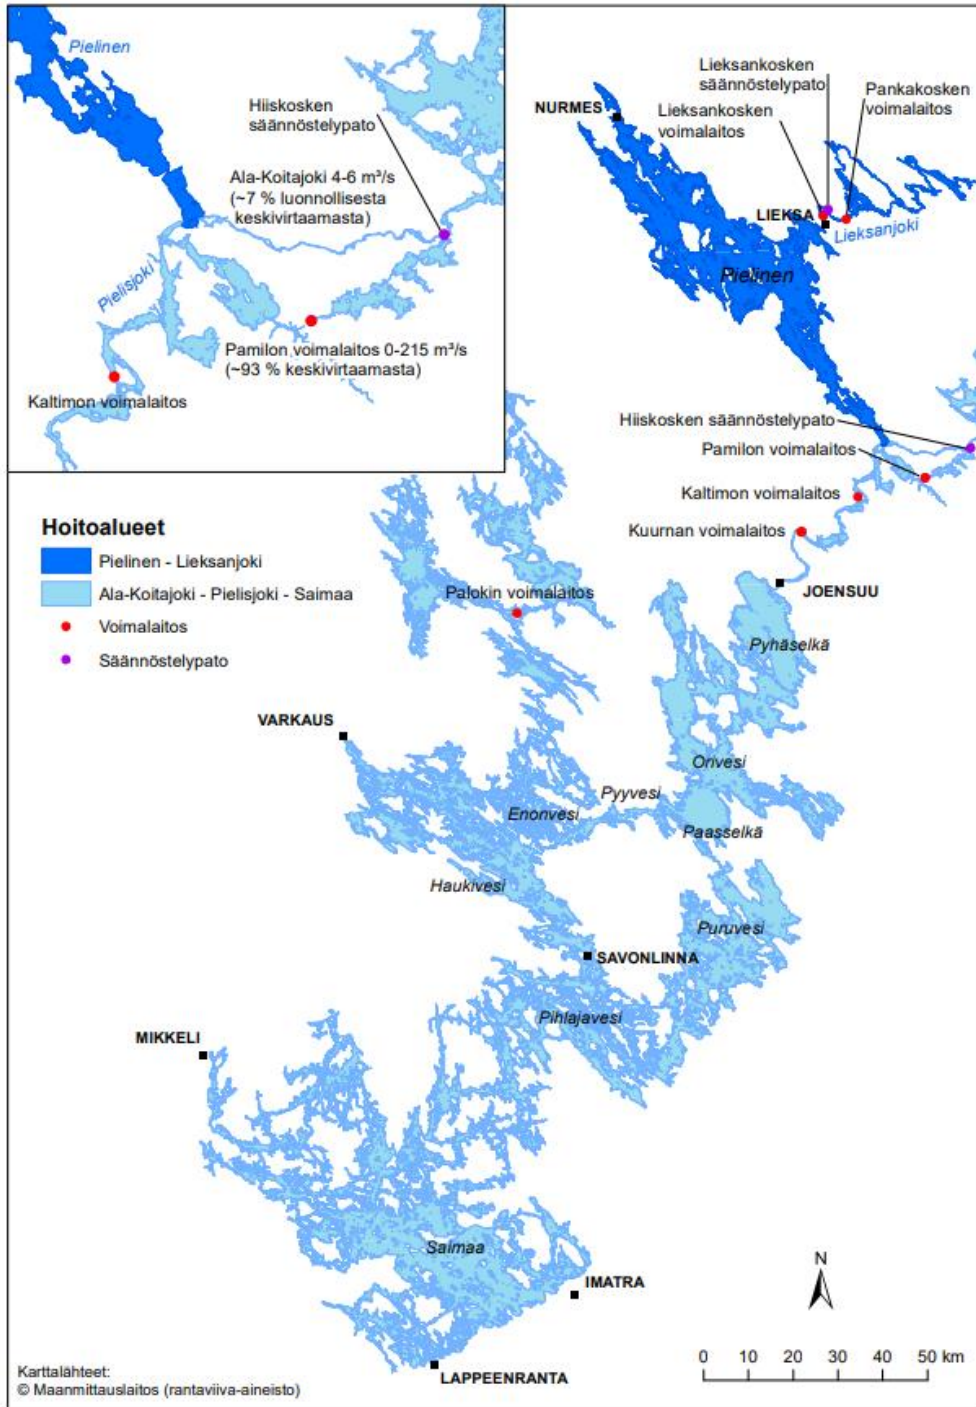 Pielinen
Hiiskosken
säännöstelypato
Ala-Koitajoki 4-6 m³/s
(~7 % luonnollisesta
keskivirtaamasta)
Pielisjoki
Pamilon voimalaitos 0-215 m³/s
(~93 % keskivirtaamasta)
Kaltimon voimalaitos
Lieksankosken
säännöstelypato
Pankakosken
voimalaitos
NURMES
Lieksankosken
voimalaitos
LIEKSA
Lieksanjoki
Pielinen
Hiiskosken säännöstelypato
Pamilon voimalaitos
Kaltimon voimalaitos
Kuurnan voimalaitos
JOENSUU
Hoitoalueet
Pielinen - Lieksanjoki
Ala-Koitajoki - Pielisjoki - Saimaa
Voimalaitos
Säännöstelypato
Palokin voimalaitos
Pyhäselkä
VARKAUS
Orivesi
Pyyvesi
Enonvesi
Paasselkä
Haukivesi
Puruvesi
SAVONLINNA
Pihlajavesi
MIKKELI
Saimaa
IMATRA
N
LAPPEENRANTA
0 10 20 30 40 50 km
Karttalähteet:
© Maanmittauslaitos (rantaviiva-aineisto)